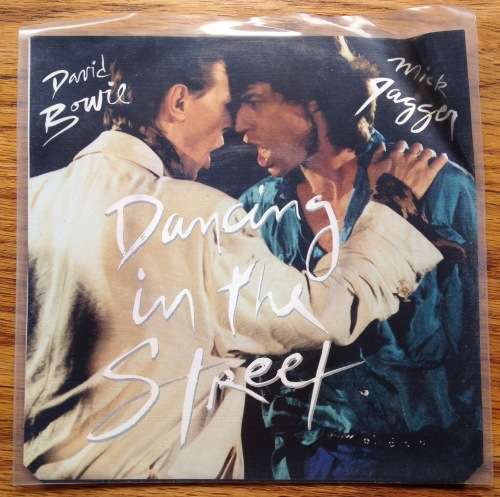 David
Bowie
Mick
Jagger
Dancing
in the
Street